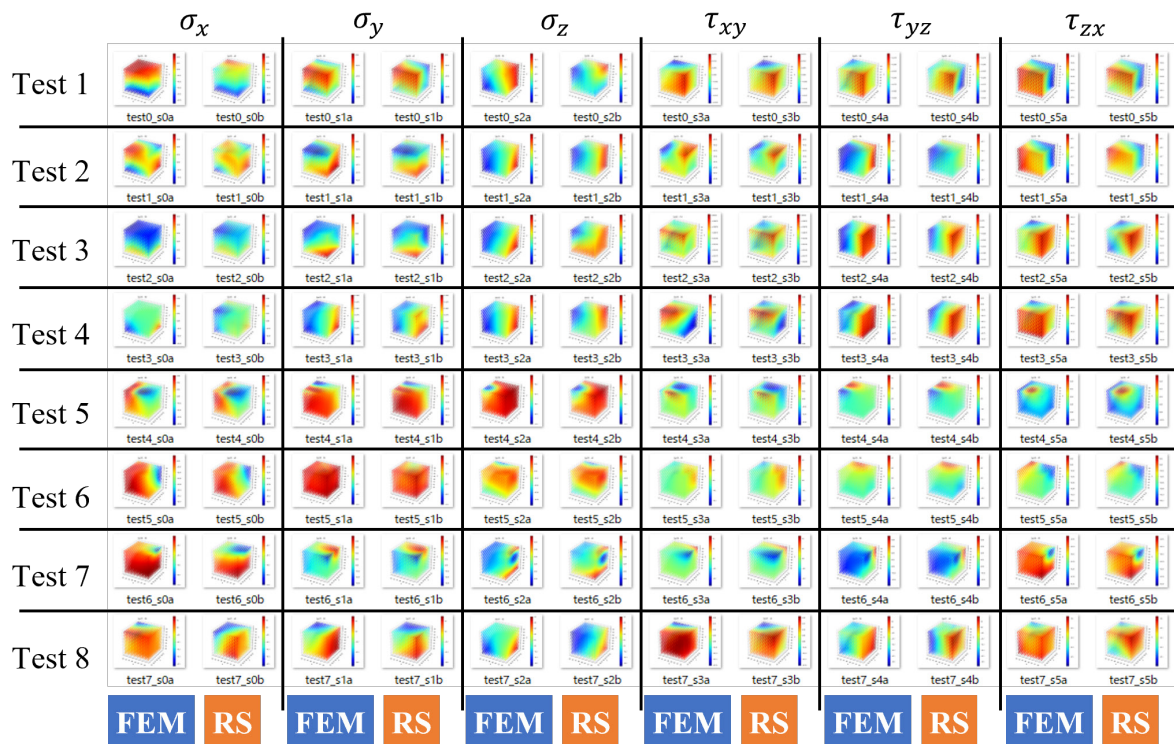 σx σy σz τxy τyz τzx
Test 1
test0_s0a test0_s0b test0_s1a test0_s1b test0_s2a test0_s2b test0_s3a test0_s3b test0_s4a test0_s4b test0_s5a test0_s5b
Test 2
test1_s0a test1_s0b test1_s1a test1_s1b test1_s2a test1_s2b test1_s3a test1_s3b test1_s4a test1_s4b test1_s5a test1_s5b
Test 3
test2_s0a test2_s0b test2_s1a test2_s1b test2_s2a test2_s2b test2_s3a test2_s3b test2_s4a test2_s4b test2_s5a test2_s5b
Test 4
test3_s0a test3_s0b test3_s1a test3_s1b test3_s2a test3_s2b test3_s3a test3_s3b test3_s4a test3_s4b test3_s5a test3_s5b
Test 5
test4_s0a test4_s0b test4_s1a test4_s1b test4_s2a test4_s2b test4_s3a test4_s3b test4_s4a test4_s4b test4_s5a test4_s5b
Test 6
test5_s0a test5_s0b test5_s1a test5_s1b test5_s2a test5_s2b test5_s3a test5_s3b test5_s4a test5_s4b test5_s5a test5_s5b
Test 7
test6_s0a test6_s0b test6_s1a test6_s1b test6_s2a test6_s2b test6_s3a test6_s3b test6_s4a test6_s4b test6_s5a test6_s5b
Test 8
test7_s0a test7_s0b test7_s1a test7_s1b test7_s2a test7_s2b test7_s3a test7_s3b test7_s4a test7_s4b test7_s5a test7_s5b
FEM RS FEM RS FEM RS FEM RS FEM RS FEM RS